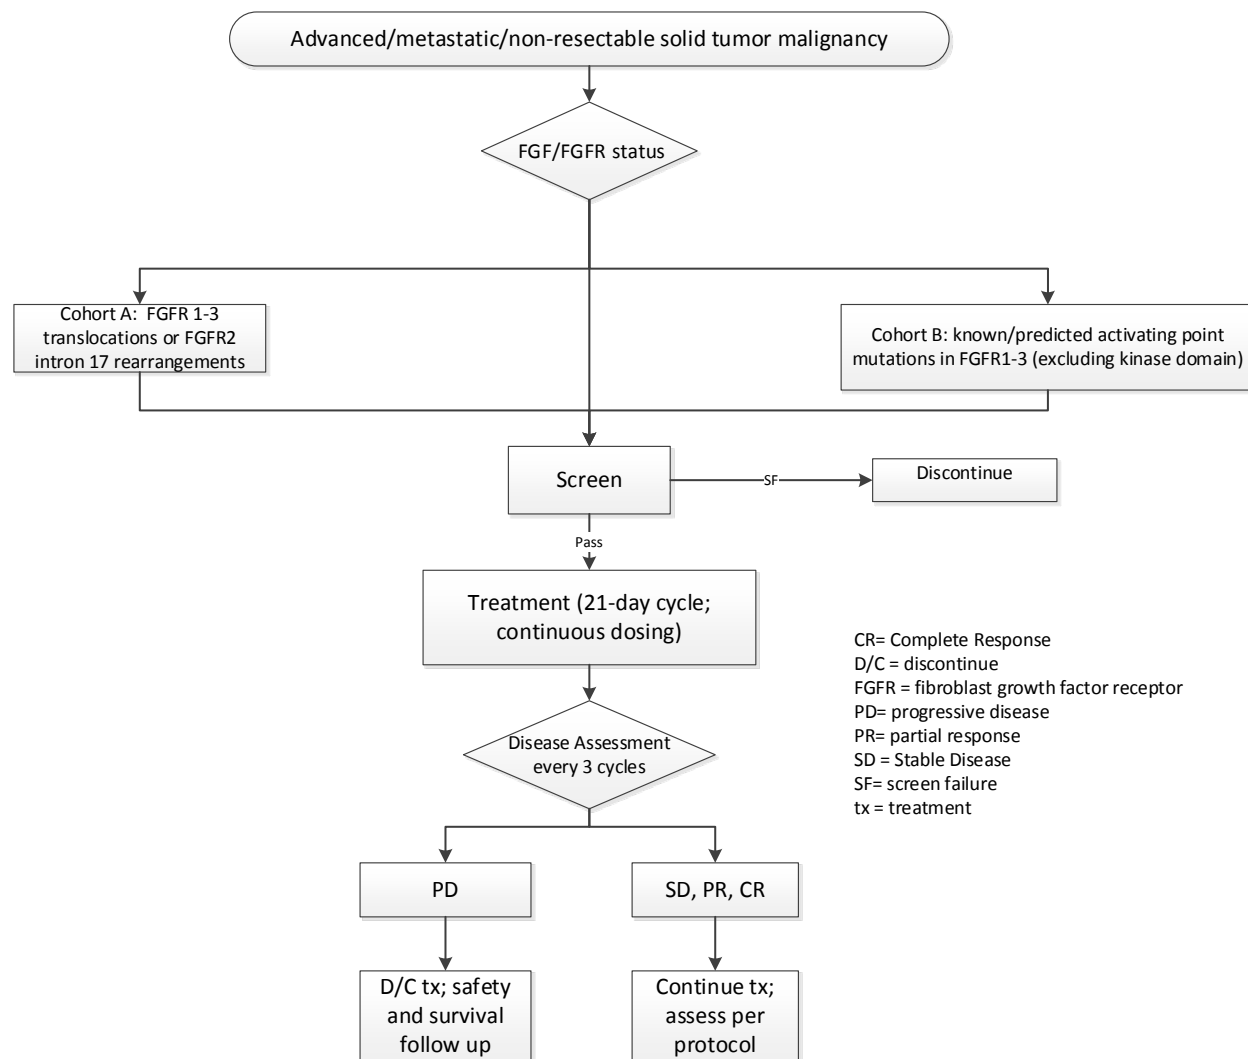 Advanced/metastatic/non-resectable solid tumor malignancy
FGF/FGFR status
Cohort A:  FGFR 1-3
translocations or FGFR2
intron 17 rearrangements
Cohort B: known/predicted activating point
mutations in FGFR1-3 (excluding kinase domain)
Screen
SF
Discontinue
Pass
Treatment (21-day cycle;
continuous dosing)
Disease Assessment
every 3 cycles
CR= Complete Response
D/C = discontinue
FGFR = fibroblast growth factor receptor
PD= progressive disease
PR= partial response
SD = Stable Disease
SF= screen failure
tx = treatment
PD
SD, PR, CR
D/C tx; safety
and survival
follow up
Continue tx;
assess per
protocol